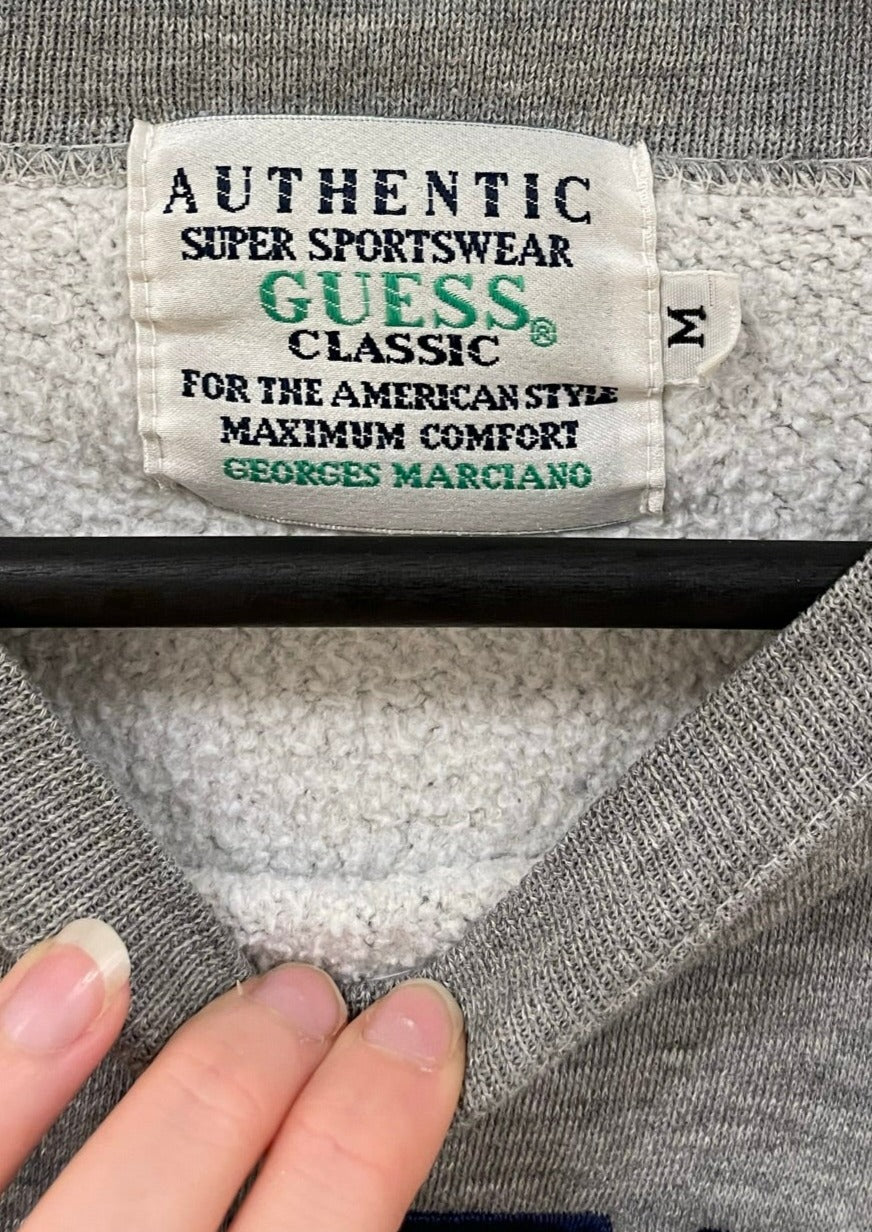 AUTHENTIC
SUPER SPORTSWEAR
GUESS®
CLASSIC
FOR THE AMERICAN STYLE
MAXIMUM COMFORT
GEORGES MARCIANO
M